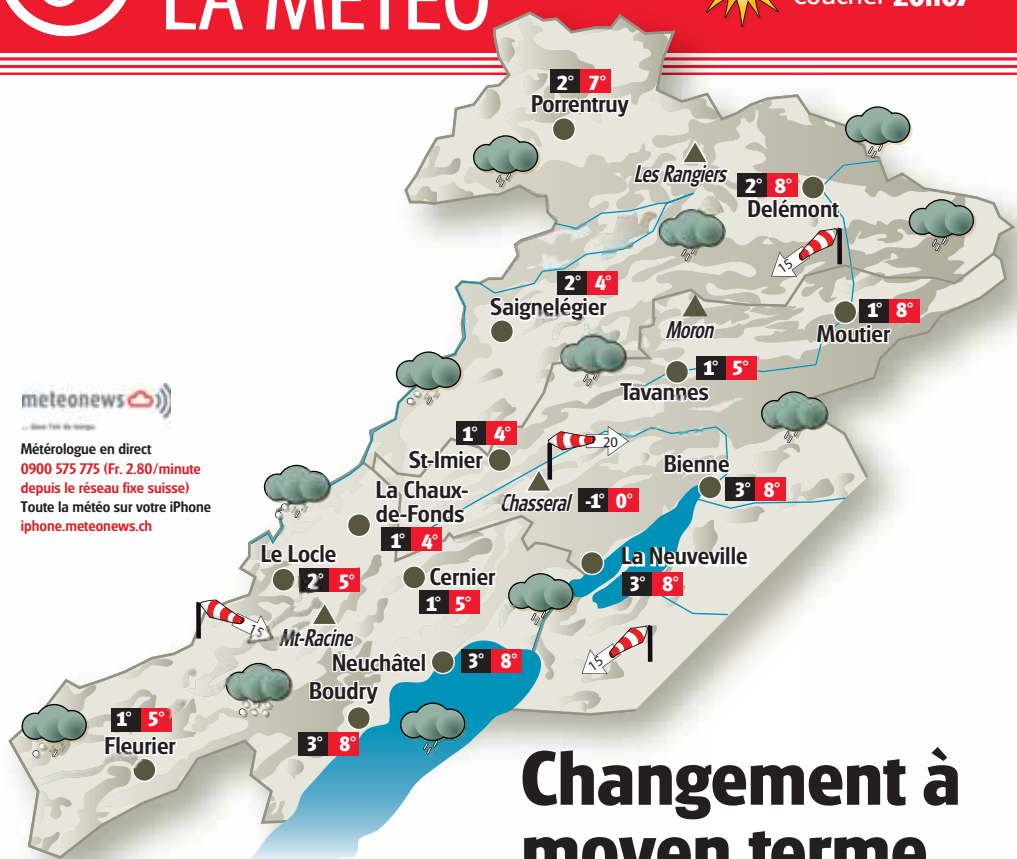 LA MÉTÉO
2° 7°
Porrentruy
Les Rangiers
2° 8°
Delémont
15
2° 4°
Saignelégier
Moron
1° 8°
Moutier
1° 5°
Tavannes
meteonews
Météorologue en direct
0900 575 775 (Fr. 2.80/minute
depuis le réseau fixe suisse)
Toute la météo sur votre iPhone
iphone.meteonews.ch
1° 4°
St-Imier
20
Chasseral -1° 0°
Bienne
3° 8°
La Chaux-
de-Fonds
1° 4°
Le Locle
2° 5°
Cernier
1° 5°
La Neuveville
3° 8°
15
Mt-Racine
Neuchâtel 3° 8°
15
Boudry
3° 8°
1° 5°
Fleurier
Changement à
moyen terme